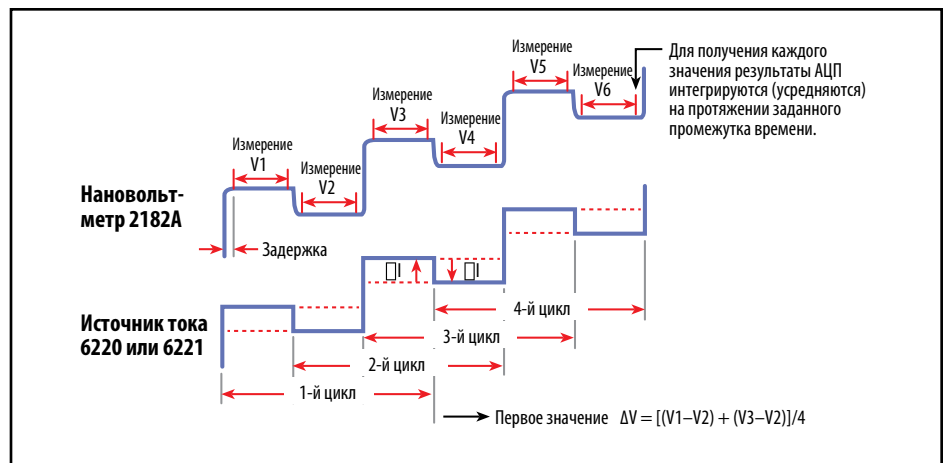 Измерение
V1
Измерение
V2
Измерение
V3
Измерение
V4
Измерение
V5
Измерение
V6
Для получения каждого
значения результаты АЦП
интегрируются (усредняются)
на протяжении заданного
промежутка времени.
Нановольт-
метр 2182А
Задержка
Источник тока
6220 или 6221
□I
□I
4-й цикл
3-й цикл
2-й цикл
1-й цикл
Первое значение ΔV = [(V1–V2) + (V3–V2)]/4